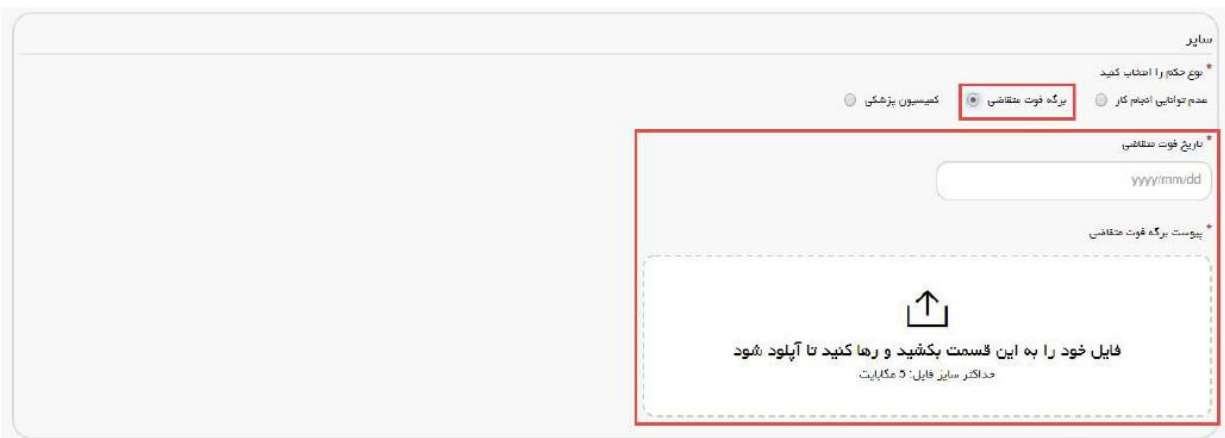 سایر
* نوع حکم را انتخاب کنید
عدم توانایی انجام کار برگه فوت متقاضی کمیسیون پزشکی
* تاریخ فوت متقاضی
yyyy/mm/dd
* پیوست برگه فوت متقاضی
فایل خود را به این قسمت بکشید و رها کنید تا آپلود شود
حداکثر سایز فایل: 5 مگابایت